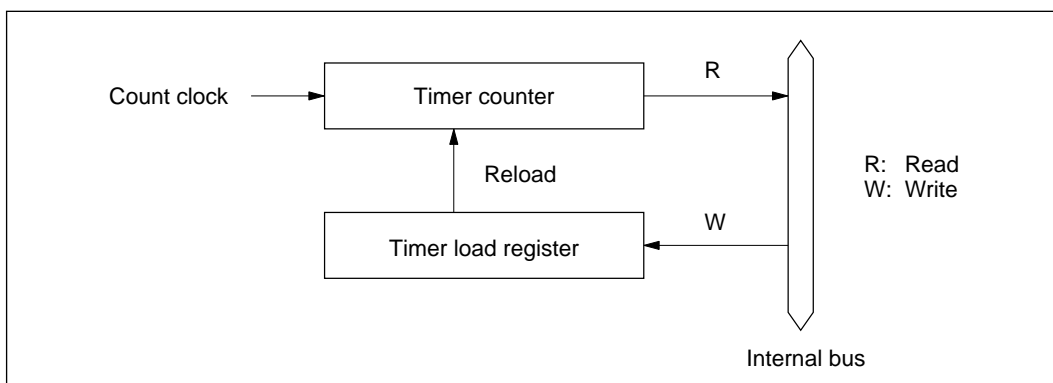 R
Count clock
Timer counter
Reload
R: Read
W: Write
W
Timer load register
Internal bus